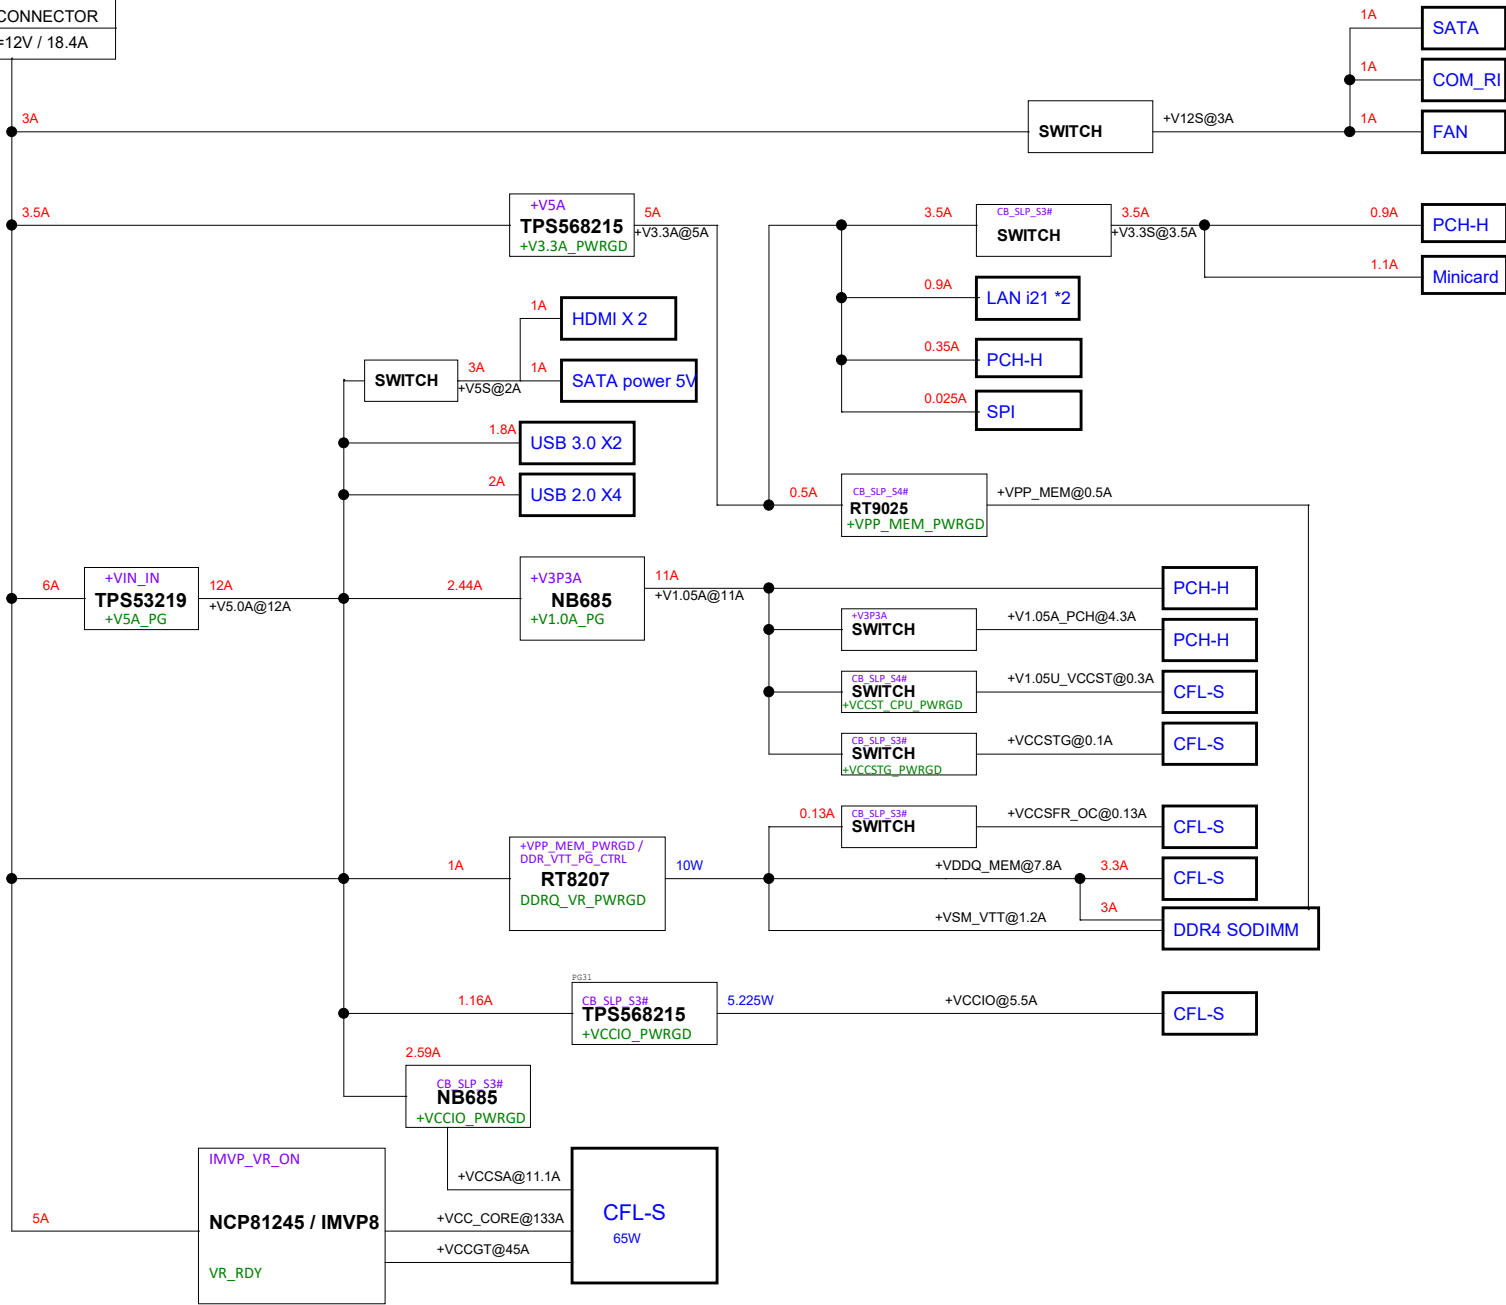 CONNECTOR
=12V / 18.4A
3A
SWITCH
+V12S@3A
1A
SATA
1A
COM_RI
1A
FAN
3.5A
+V5A
TPS568215
+V3.3A_PWRGD
5A
+V3.3A@5A
3.5A
CB_SLP_S3#
SWITCH
3.5A
+V3.3S@3.5A
0.9A
PCH-H
1.1A
Minicard
0.9A
LAN i21 *2
0.35A
PCH-H
0.025A
SPI
1A
HDMI X 2
SWITCH
3A
+V5S@2A
1A
SATA power 5V
1.8A
USB 3.0 X2
2A
USB 2.0 X4
0.5A
CB_SLP_S4#
RT9025
+VPP_MEM_PWRGD
+VPP_MEM@0.5A
6A
+VIN_IN
TPS53219
+V5A_PG
12A
+V5.0A@12A
2.44A
+V3P3A
NB685
+V1.0A_PG
11A
+V1.05A@11A
PCH-H
+V3P3A
SWITCH
+V1.05A_PCH@4.3A
PCH-H
CB_SLP_S4#
SWITCH
+VCCST_CPU_PWRGD
+V1.05U_VCCST@0.3A
CFL-S
CB_SLP_S3#
SWITCH
+VCCSTG_PWRGD
+VCCSTG@0.1A
CFL-S
0.13A
CB_SLP_S3#
SWITCH
+VCCSFR_OC@0.13A
CFL-S
1A
+VPP_MEM_PWRGD /
DDR_VTT_PG_CTRL
RT8207
DDRQ_VR_PWRGD
10W
+VDDQ_MEM@7.8A
3.3A
CFL-S
+VSM_VTT@1.2A
3A
DDR4 SODIMM
1.16A
PG31
CB_SLP_S3#
TPS568215
+VCCIO_PWRGD
5.225W
+VCCIO@5.5A
CFL-S
2.59A
CB_SLP_S3#
NB685
+VCCIO_PWRGD
+VCCSA@11.1A
5A
IMVP_VR_ON
NCP81245 / IMVP8
VR_RDY
+VCC_CORE@133A
+VCCGT@45A
CFL-S
65W